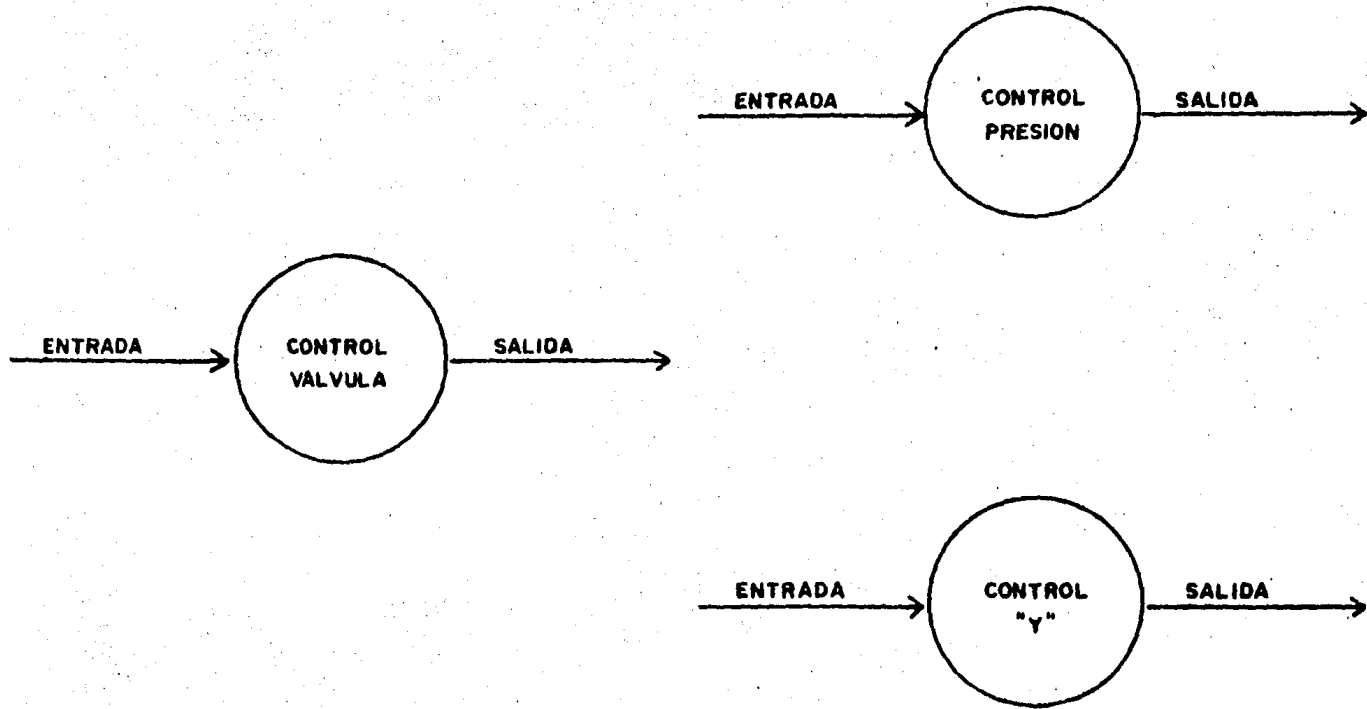 ENTRADA
CONTROL
PRESION
SALIDA
ENTRADA
CONTROL
VALVULA
SALIDA
ENTRADA
CONTROL
"Y"
SALIDA